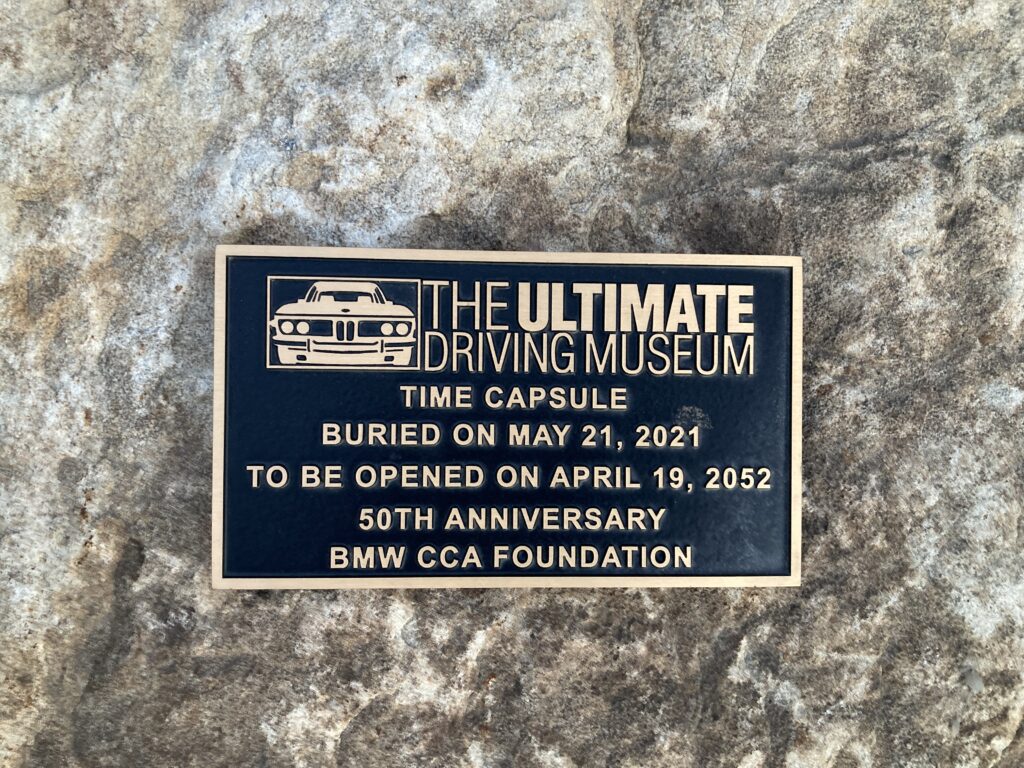 THE ULTIMATE
DRIVING MUSEUM
TIME CAPSULE
BURIED ON MAY 21, 2021
TO BE OPENED ON APRIL 19, 2052
50TH ANNIVERSARY
BMW CCA FOUNDATION